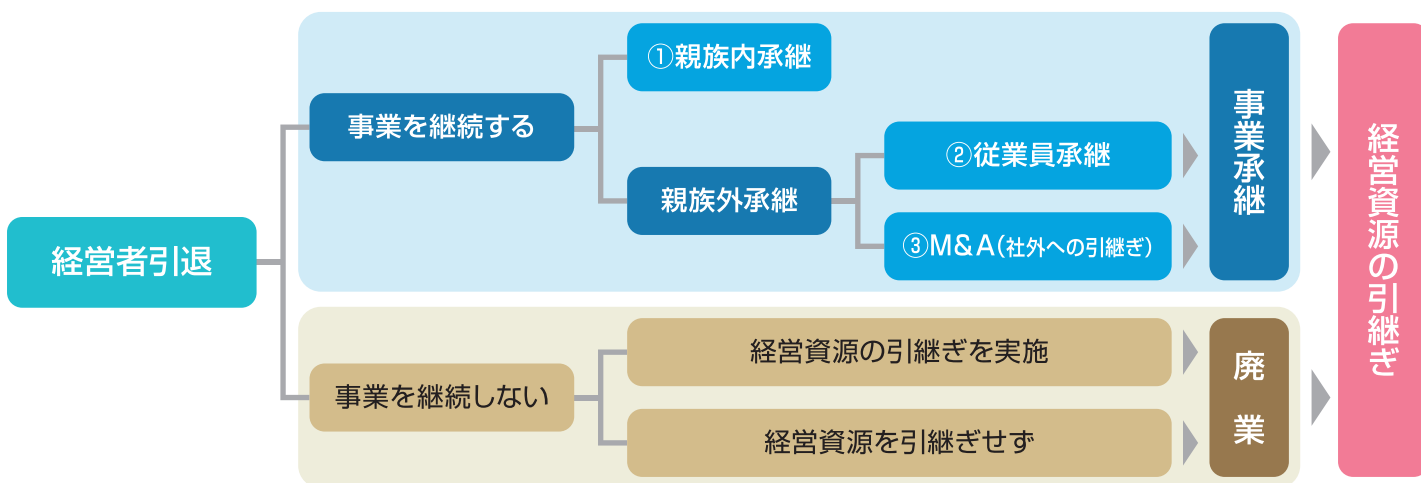 経営者引退
事業を継続する
①親族内承継
親族外承継
②従業員承継
③M&A(社外への引継ぎ)
事業承継
事業を継続しない
経営資源の引継ぎを実施
経営資源を引継ぎせず
廃業
経営資源の引継ぎ